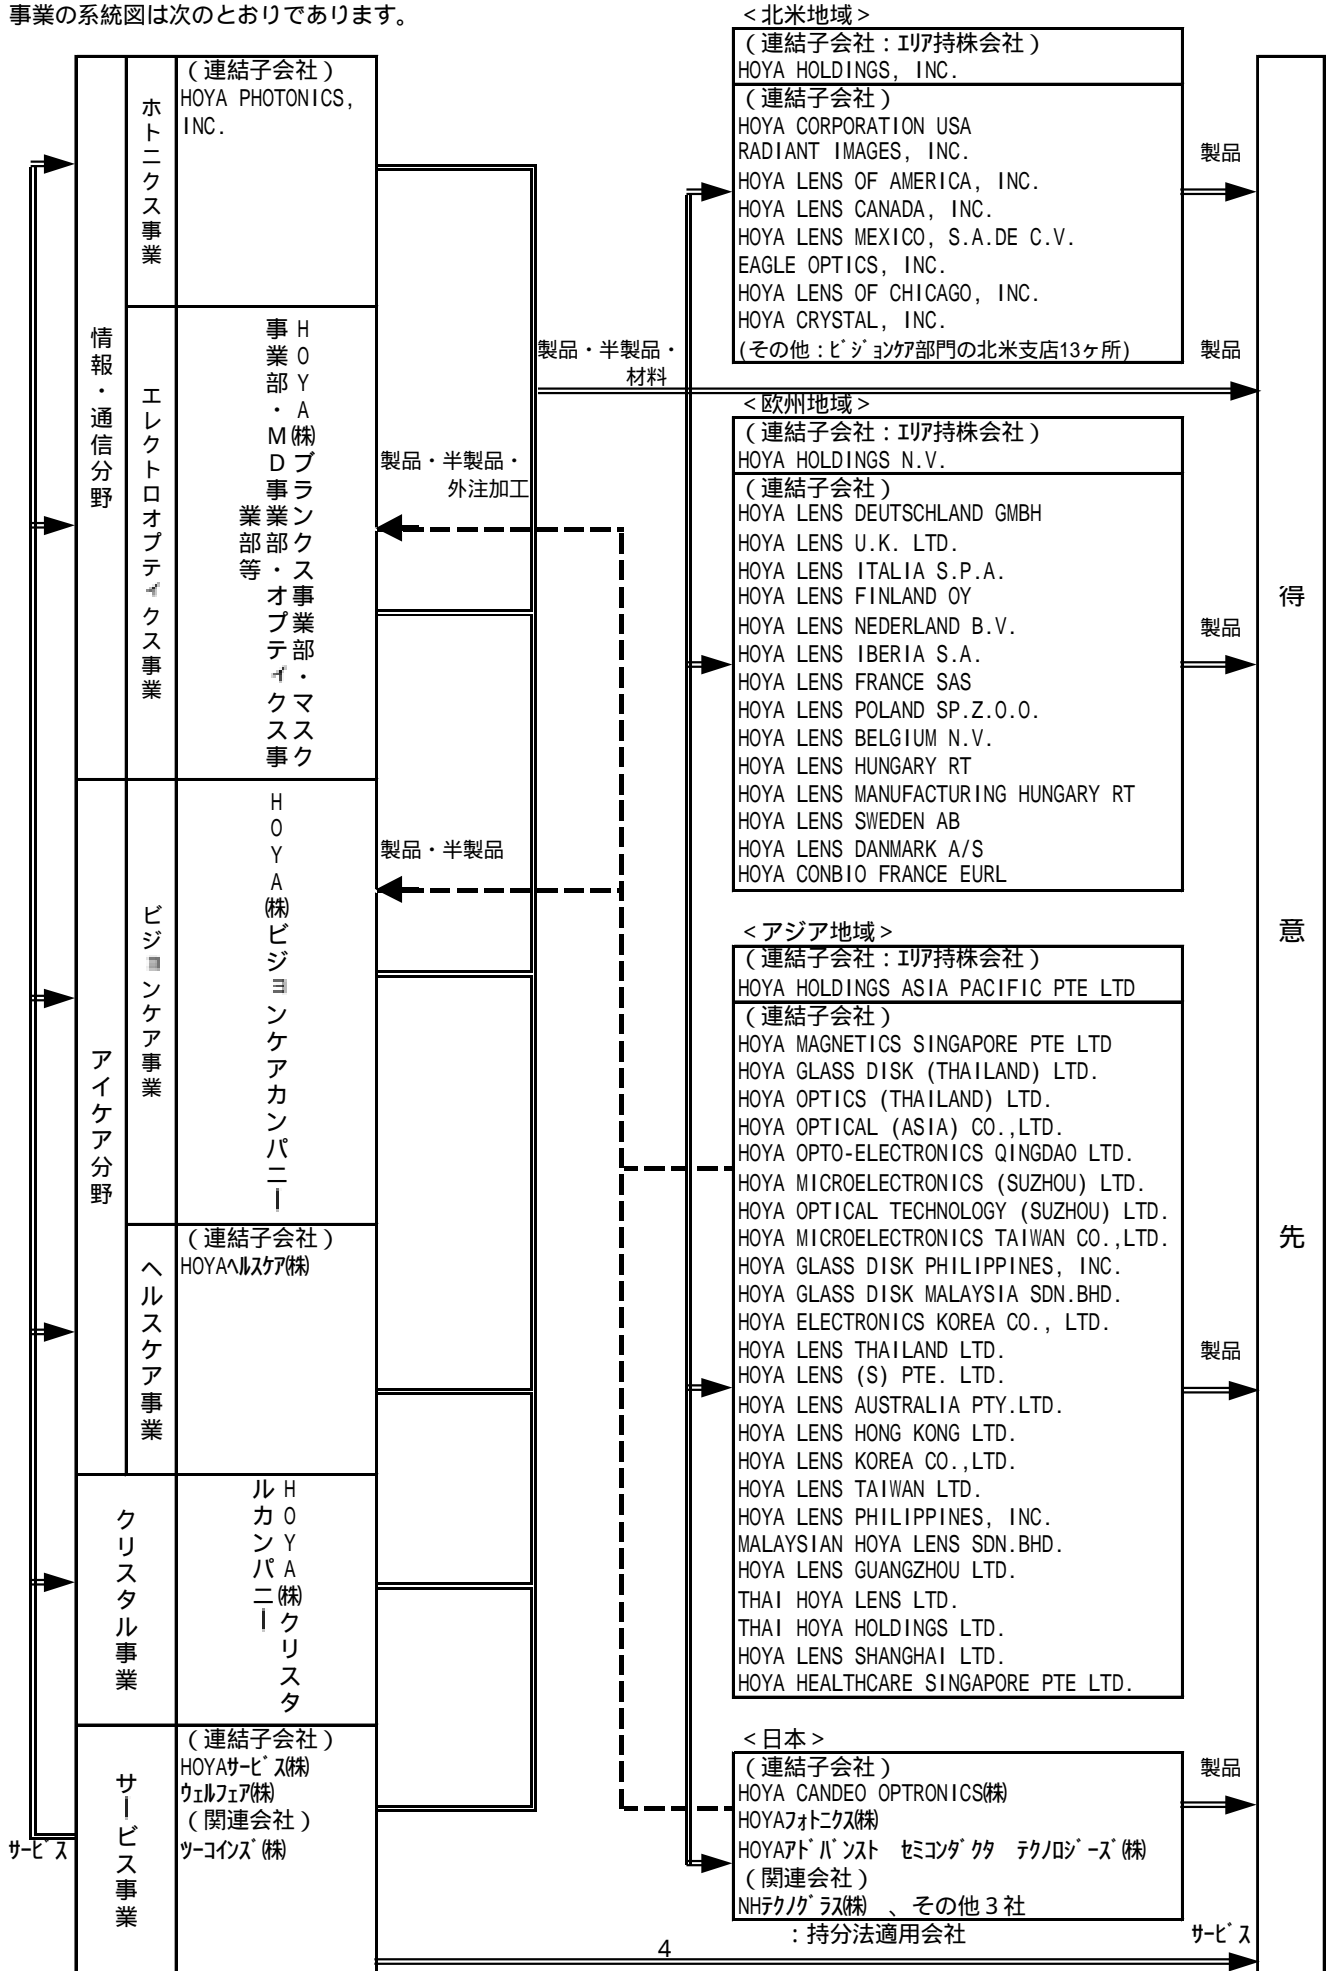 事業の系統図は次のとおりであります。
情報・通信分野
ホトニクス事業
(連結子会社)
HOYA PHOTONICS,
INC.
エレクトロオプティクス事業
HOYA㈱ブランクス事業部・マスク
事業部・MD事業部・オプティクス事
業部等
アイケア分野
ビジョンケア事業
HOYA㈱ビジョンケアカンパニー
ヘルスケア事業
(連結子会社)
HOYAヘルスケア㈱
クリスタル事業
HOYA㈱クリスタ
ルカンパニー
サービス事業
(連結子会社)
HOYAサービス㈱
ウェルフェア㈱
(関連会社)
ツーコインズ㈱
サービス
製品・半製品・
外注加工
製品・半製品
製品・半製品・
材料
<北米地域>
(連結子会社:エリア持株会社)
HOYA HOLDINGS, INC.
(連結子会社)
HOYA CORPORATION USA
RADIANT IMAGES, INC.
HOYA LENS OF AMERICA, INC.
HOYA LENS CANADA, INC.
HOYA LENS MEXICO, S.A.DE C.V.
EAGLE OPTICS, INC.
HOYA LENS OF CHICAGO, INC.
HOYA CRYSTAL, INC.
(その他:ビジョンケア部門の北米支店13ヶ所)
製品
製品
<欧州地域>
(連結子会社:エリア持株会社)
HOYA HOLDINGS N.V.
(連結子会社)
HOYA LENS DEUTSCHLAND GMBH
HOYA LENS U.K. LTD.
HOYA LENS ITALIA S.P.A.
HOYA LENS FINLAND OY
HOYA LENS NEDERLAND B.V.
HOYA LENS IBERIA S.A.
HOYA LENS FRANCE SAS
HOYA LENS POLAND SP.Z.O.O.
HOYA LENS BELGIUM N.V.
HOYA LENS HUNGARY RT
HOYA LENS MANUFACTURING HUNGARY RT
HOYA LENS SWEDEN AB
HOYA LENS DANMARK A/S
HOYA CONBIO FRANCE EURL
製品
<アジア地域>
(連結子会社:エリア持株会社)
HOYA HOLDINGS ASIA PACIFIC PTE LTD
(連結子会社)
HOYA MAGNETICS SINGAPORE PTE LTD
HOYA GLASS DISK (THAILAND) LTD.
HOYA OPTICS (THAILAND) LTD.
HOYA OPTICAL (ASIA) CO.,LTD.
HOYA OPTO-ELECTRONICS QINGDAO LTD.
HOYA MICROELECTRONICS (SUZHOU) LTD.
HOYA OPTICAL TECHNOLOGY (SUZHOU) LTD.
HOYA MICROELECTRONICS TAIWAN CO.,LTD.
HOYA GLASS DISK PHILIPPINES, INC.
HOYA GLASS DISK MALAYSIA SDN.BHD.
HOYA ELECTRONICS KOREA CO., LTD.
HOYA LENS THAILAND LTD.
HOYA LENS (S) PTE. LTD.
HOYA LENS AUSTRALIA PTY.LTD.
HOYA LENS HONG KONG LTD.
HOYA LENS KOREA CO.,LTD.
HOYA LENS TAIWAN LTD.
HOYA LENS PHILIPPINES, INC.
MALAYSIAN HOYA LENS SDN.BHD.
HOYA LENS GUANGZHOU LTD.
THAI HOYA LENS LTD.
THAI HOYA HOLDINGS LTD.
HOYA LENS SHANGHAI LTD.
HOYA HEALTHCARE SINGAPORE PTE LTD.
製品
<日本>
(連結子会社)
HOYA CANDEO OPTRONICS㈱
HOYAフォトニクス㈱
HOYAアドバンスト セミコンダクタ テクノロジーズ㈱
(関連会社)
NHテクノグラス㈱ 、その他3社
:持分法適用会社
製品
サービス
得意先
4